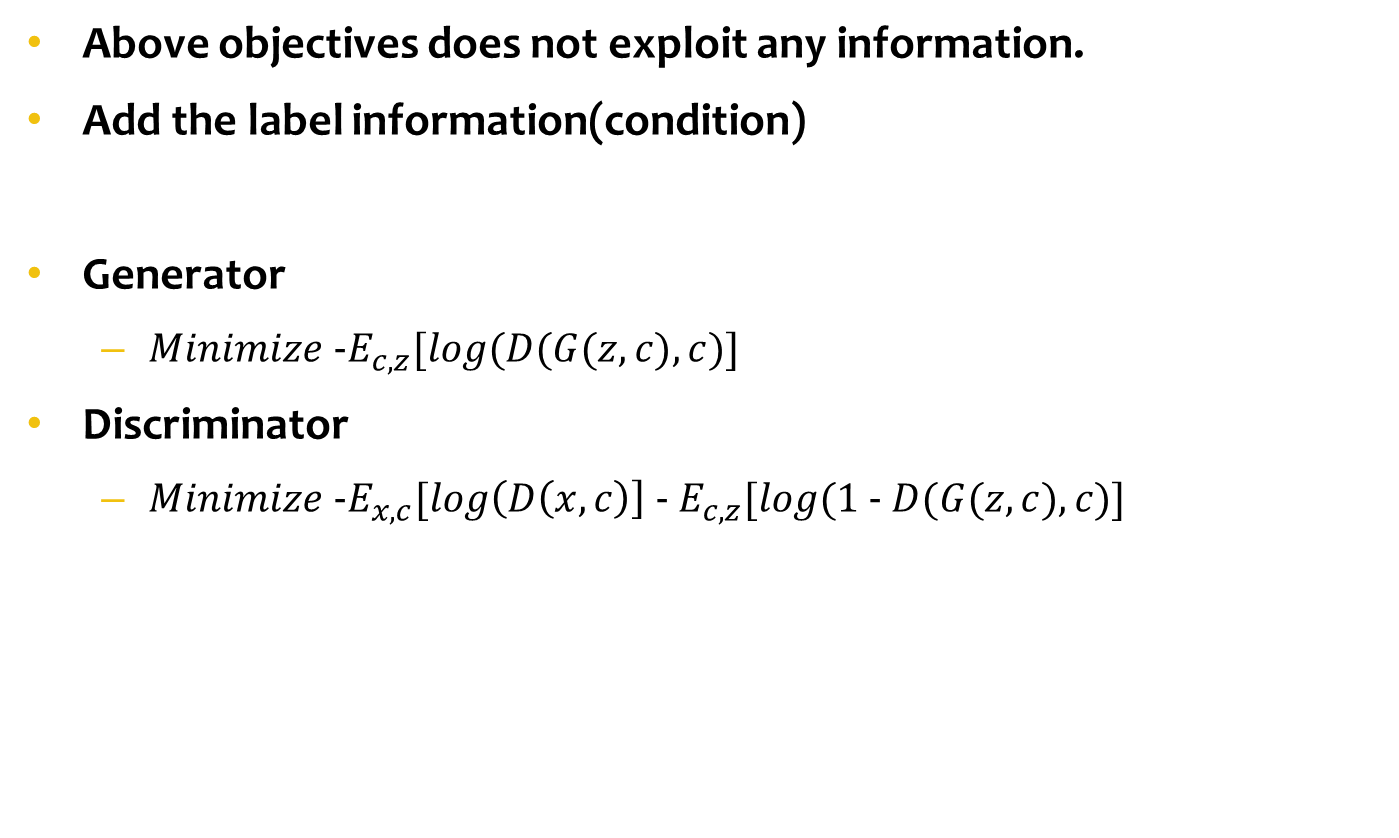 • Above objectives does not exploit any information.
• Add the label information(condition)
• Generator
– Minimize -E_{c,z}[log(D(G(z,c),c)]
• Discriminator
– Minimize -E_{x,c}[log(D(x,c)] - E_{c,z}[log(1 - D(G(z,c),c)]